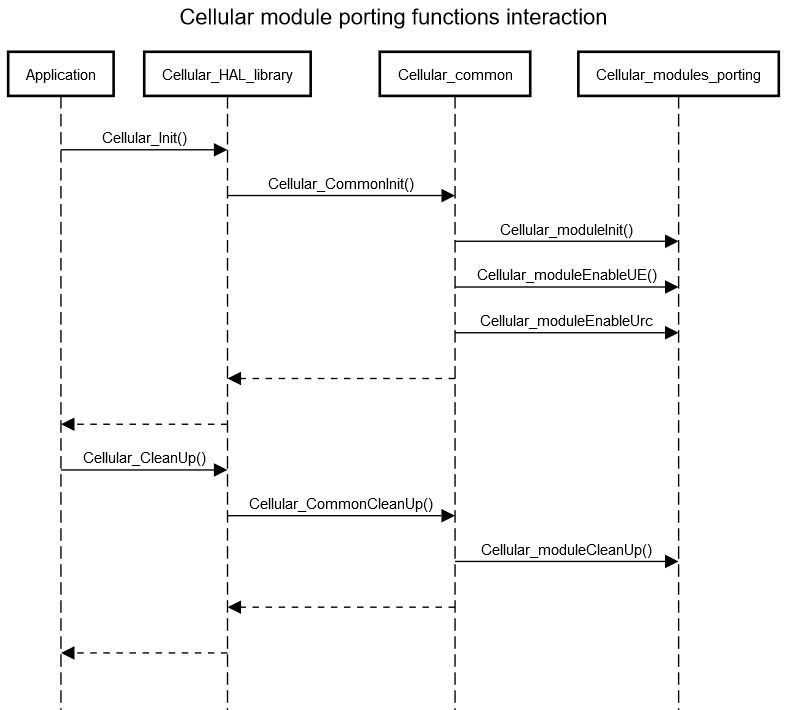 Cellular module porting functions interaction
Application
Cellular_HAL_library
Cellular_common
Cellular_modules_porting
Cellular_Init()
Cellular_CommonInit()
Cellular_moduleInit()
Cellular_moduleEnableUE()
Cellular_moduleEnableUrc
Cellular_CleanUp()
Cellular_CommonCleanUp()
Cellular_moduleCleanUp()